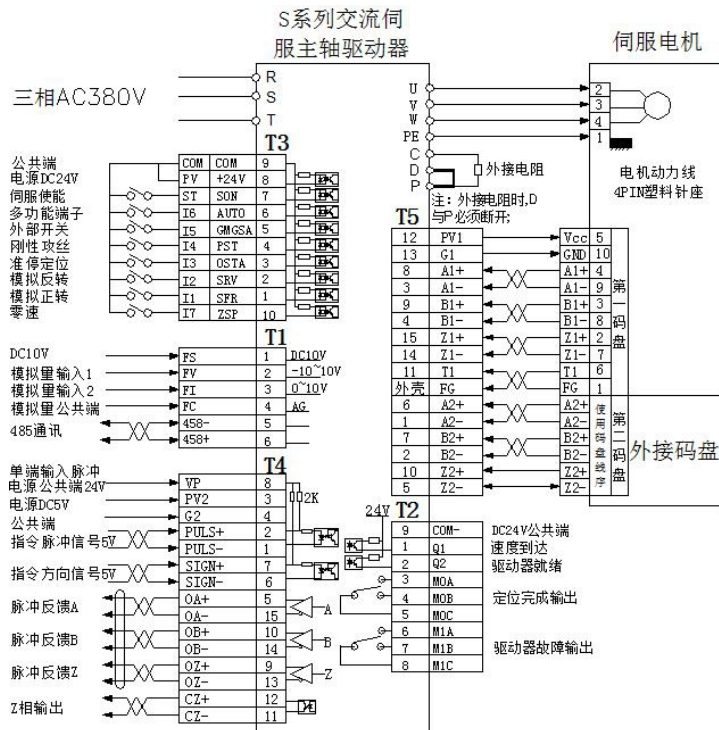 S系列交流伺
服主轴驱动器
伺服电机
三相AC380V
R
S
T
U
V
W
PE
C
D
P
2
3
4
1
外接电阻
注：外接电阻时,D
与P必须断开;
电机动力线
4PIN塑料针座
T3
公共端 COM COM 9
电源DC24V PV +24V 8
伺服使能 ST SON 7
多功能端子 I6 AUTO 6
外部开关 I5 GMGSA 5
刚性攻丝 I4 PST 4
准停定位 I3 OSTA 3
模拟反转 I2 SRV 2
模拟正转 I1 SFR 1
零速 I7 ZSP 10
T1
DC10V FS 1 DC10V
模拟量输入1 FV 2 -10~10V
模拟量输入2 FI 3 0~10V
模拟量公共端 FC 4 AG
485通讯
458- 5
458+ 6
T4
单端输入脉冲
电源公共端24V VP 8
2K
电源DC5V PV2 3
公共端 G2 4
指令脉冲信号5V
PULS+ 2
PULS- 1
指令方向信号5V
SIGN+ 7
SIGN- 6
脉冲反馈A
OA+ 5
OA- 15
A
脉冲反馈B
OB+ 10
OB- 14
B
脉冲反馈Z
OZ+ 9
OZ- 13
Z
Z相输出
CZ+ 12
CZ- 11
T5
12 PV1 Vcc 5
13 G1 GND 10
8 A1+ A1+ 4
3 A1- A1- 9
9 B1+ B1+ 3
4 B1- B1- 8
15 Z1+ Z1+ 2
14 Z1- Z1- 7
11 T1 T1 6
外壳 FG FG 1
第一码盘
6 A2+ A2+
1 A2- A2-
7 B2+ B2+
2 B2- B2-
10 Z2+ Z2+
5 Z2- Z2-
使用码盘线序
第二码盘
外接码盘
T2
24V
9 COM- DC24V公共端
1 Q1 速度到达
2 Q2 驱动器就绪
3 MOA
4 MOB 定位完成输出
5 MOC
6 M1A
7 M1B 驱动器故障输出
8 M1C